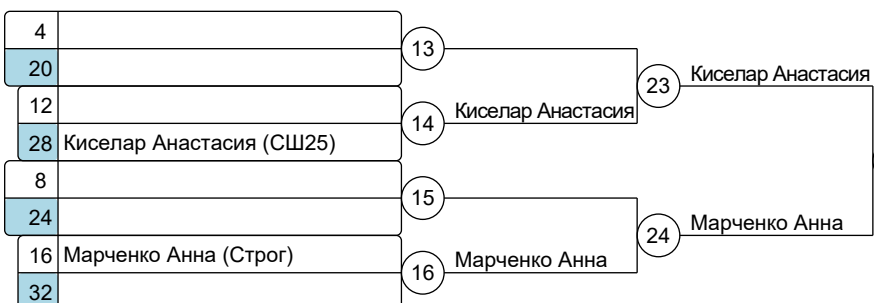 4
13
20
23 Киселар Анастасия
12
14 Киселар Анастасия
28 Киселар Анастасия (СШ25)
8
15
24
24 Марченко Анна
16 Марченко Анна (Строг)
16 Марченко Анна
32